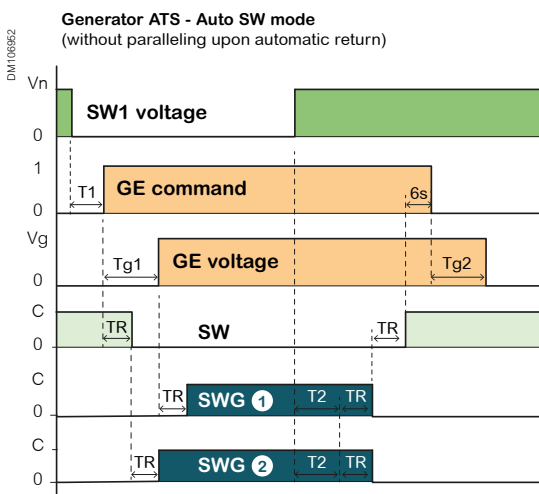 Generator ATS - Auto SW mode
(without paralleling upon automatic return)
DM106952
Vn
SW1 voltage
0
1
T1
GE command
6s
0
Vg
Tg1
GE voltage
Tg2
0
C
TR
SW
TR
0
C
TR
SWG 1
T2
TR
0
C
TR
SWG 2
T2
TR
0